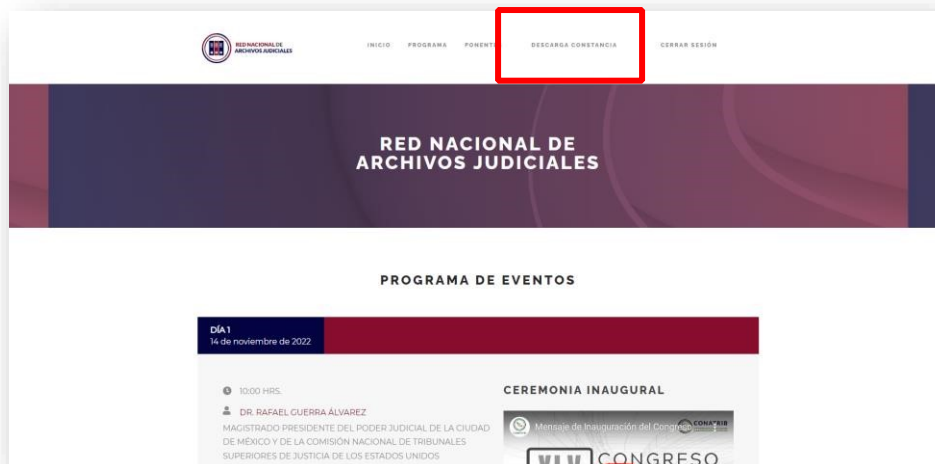 RED NACIONAL DE
ARCHIVOS JUDICIALES
INICIO PROGRAMA PONENT DESCARGA CONSTANCIA CERRAR SESIÓN
RED NACIONAL DE
ARCHIVOS JUDICIALES
PROGRAMA DE EVENTOS
DÍA 1
14 de noviembre de 2022
10:00 HRS.
CEREMONIA INAUGURAL
DR. RAFAEL GUERRA ÁLVAREZ
MAGISTRADO PRESIDENTE DEL PODER JUDICIAL DE LA CIUDAD
DE MÉXICO Y DE LA COMISIÓN NACIONAL DE TRIBUNALES
SUPERIORES DE JUSTICIA DE LOS ESTADOS UNIDOS
Mensaje de Inauguración del Congreso
CONATRIB
XLV CONGRESO